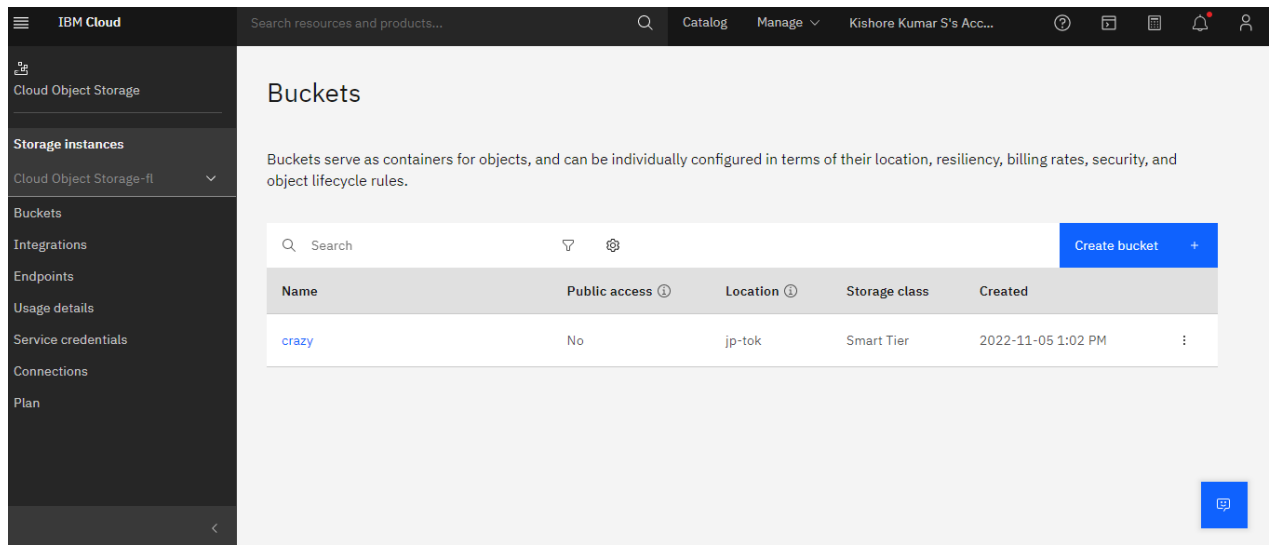 IBM Cloud
Search resources and products...
Catalog
Manage
Kishore Kumar S's Acc...
Cloud Object Storage
Storage instances
Cloud Object Storage-fl
Buckets
Integrations
Endpoints
Usage details
Service credentials
Connections
Plan
Buckets
Buckets serve as containers for objects, and can be individually configured in terms of their location, resiliency, billing rates, security, and
object lifecycle rules.
Search
Create bucket +
Name Public access Location Storage class Created
crazy No jp-tok Smart Tier 2022-11-05 1:02 PM